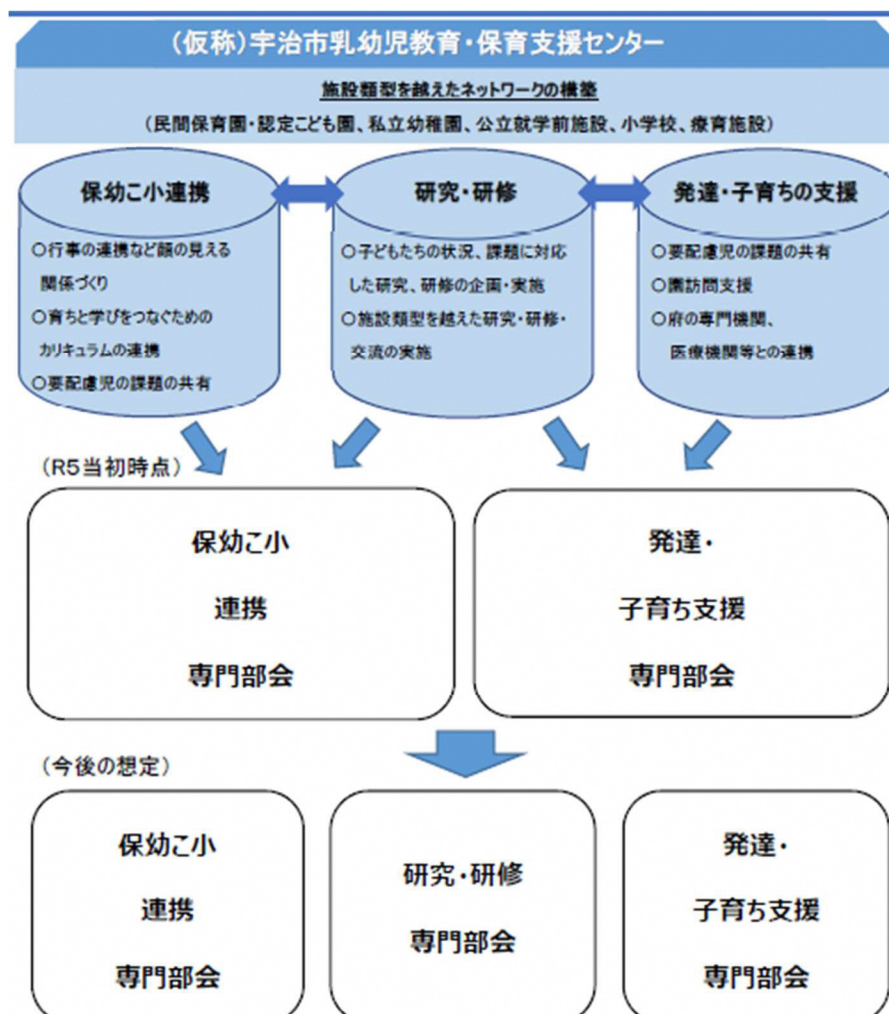 (仮称)宇治市乳幼児教育・保育支援センター
施設類型を越えたネットワークの構築
(民間保育園・認定こども園、私立幼稚園、公立就学前施設、小学校、療育施設)
保幼こ小連携
○行事の連携など顔の見える
関係づくり
○育ちと学びをつなぐための
カリキュラムの連携
○要配慮児の課題の共有
研究・研修
○子どもたちの状況、課題に対応
した研究、研修の企画・実施
○施設類型を越えた研究・研修・
交流の実施
発達・子育ちの支援
○要配慮児の課題の共有
○園訪問支援
○府の専門機関、
医療機関等との連携
(R5当初時点)
保幼こ小
連携
専門部会
発達・
子育ち支援
専門部会
(今後の想定)
保幼こ小
連携
専門部会
研究・研修
専門部会
発達・
子育ち支援
専門部会